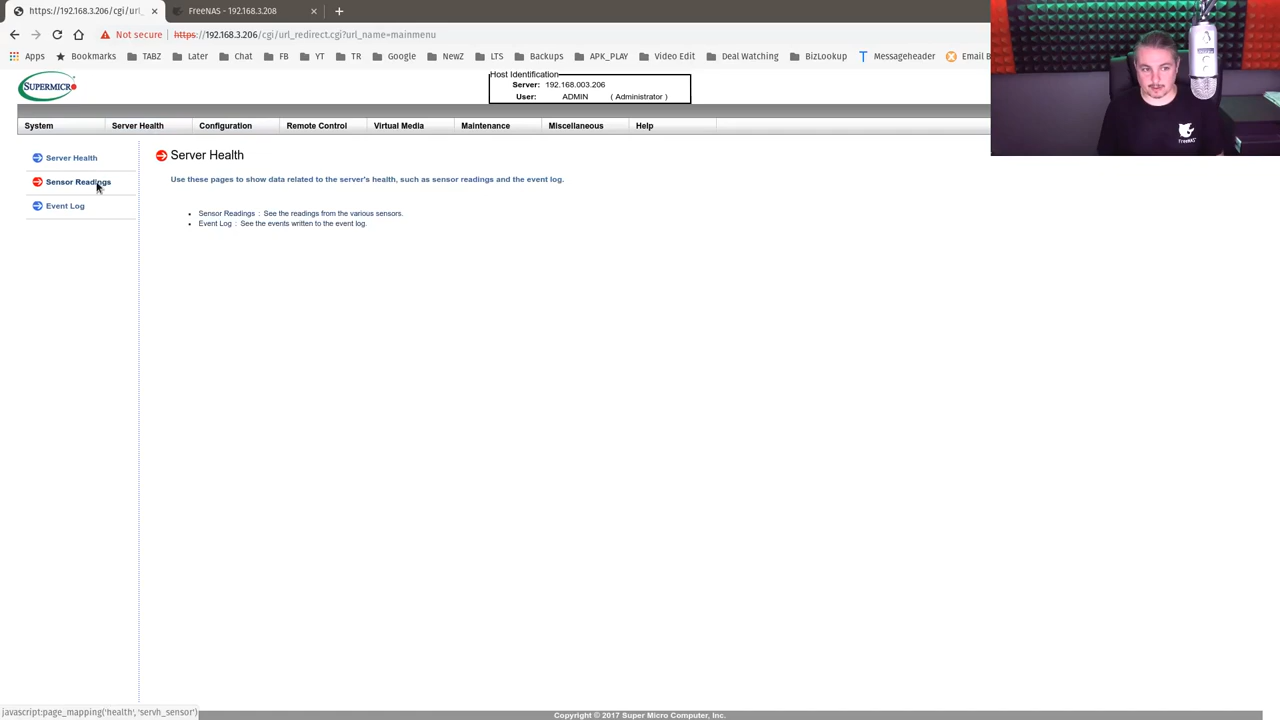 https://192.168.3.206/cgi/url_
FreeNAS - 192.168.3.208
Not secure
https://192.168.3.206/cgi/url_redirect.cgi?url_name=mainmenu
Apps
Bookmarks
TABZ
Later
Chat
FB
YT
TR
Google
NewZ
LTS
Backups
APK_PLAY
Video Edit
Deal Watching
BizLookup
Messageheader
Email B
SUPERMICR
Host Identification
Server: 192.168.003.206
User: ADMIN ( Administrator )
System
Server Health
Configuration
Remote Control
Virtual Media
Maintenance
Miscellaneous
Help
Server Health
Sensor Readings
Event Log
Server Health
Use these pages to show data related to the server's health, such as sensor readings and the event log.
Sensor Readings : See the readings from the various sensors.
Event Log : See the events written to the event log.
FreeNAS
javascript:page_mapping('health', 'servh_sensor')
Copyright © 2017 Super Micro Computer, Inc.